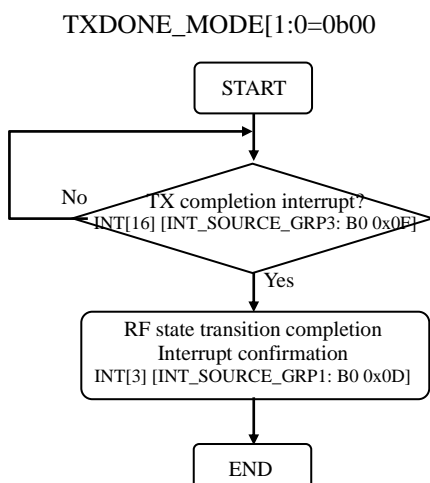 TXDONE_MODE[1:0=0b00
START
No
TX completion interrupt?
INT[16] [INT_SOURCE_GRP3: B0 0x0F]
Yes
RF state transition completion
Interrupt confirmation
INT[3] [INT_SOURCE_GRP1: B0 0x0D]
END